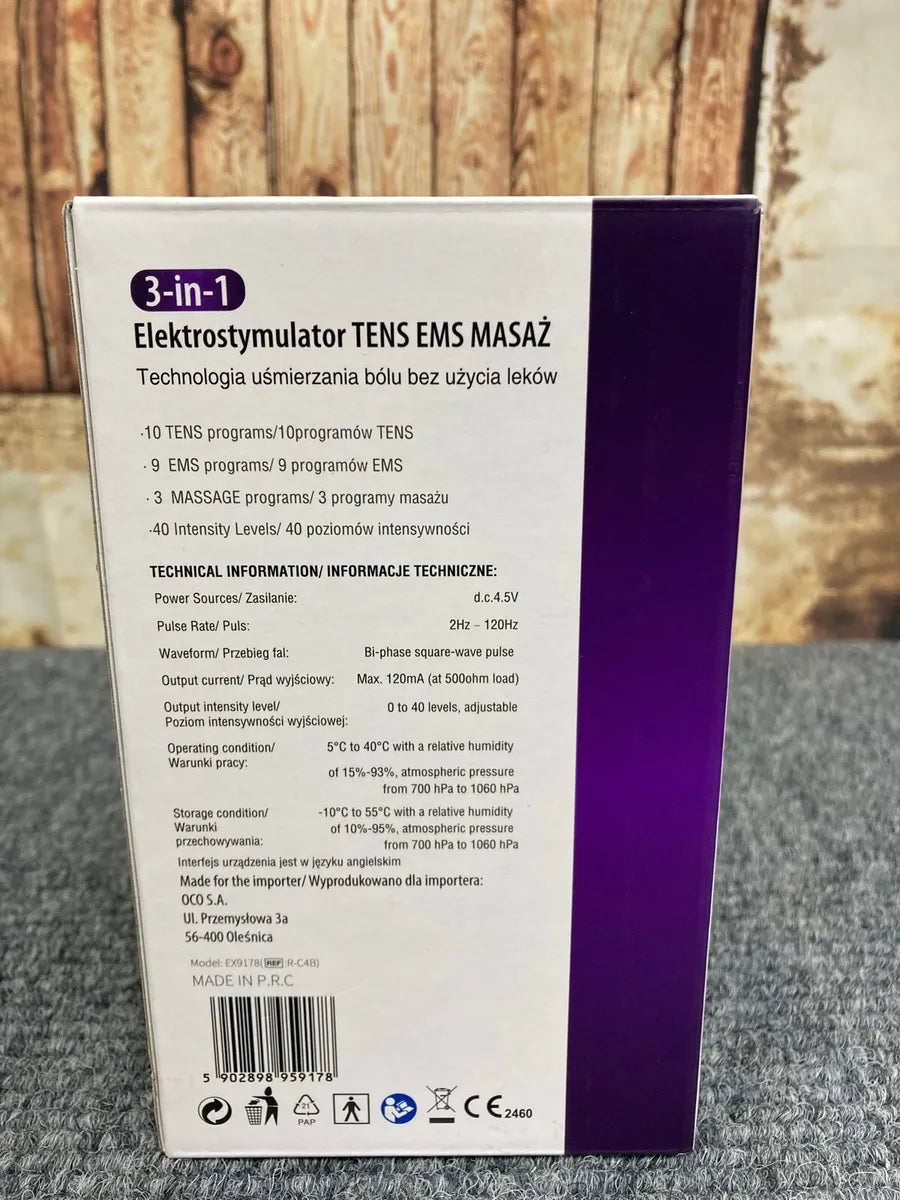 3-in-1
Elektrostymulator TENS EMS MASAŻ
Technologia uśmierzania bólu bez użycia leków
·10 TENS programs/10programów TENS
· 9 EMS programs/ 9 programów EMS
· 3 MASSAGE programs/ 3 programy masażu
·40 Intensity Levels/ 40 poziomów intensywności
TECHNICAL INFORMATION/ INFORMACJE TECHNICZNE:
Power Sources/ Zasilanie: d.c.4.5V
Pulse Rate/ Puls: 2Hz – 120Hz
Waveform/ Przebieg fal: Bi-phase square-wave pulse
Output current/ Prąd wyjściowy: Max. 120mA (at 500ohm load)
Output intensity level/ 0 to 40 levels, adjustable
Poziom intensywności wyjściowej:
Operating condition/ 5°C to 40°C with a relative humidity
Warunki pracy: of 15%-93%, atmospheric pressure
from 700 hPa to 1060 hPa
Storage condition/ -10°C to 55°C with a relative humidity
Warunki of 10%-95%, atmospheric pressure
przechowywania: from 700 hPa to 1060 hPa
Interfejs urządzenia jest w języku angielskim
Made for the importer/ Wyprodukowano dla importera:
OCO S.A.
Ul. Przemysłowa 3a
56-400 Oleśnica
Model: EX9178(REF:R-C4B)
MADE IN P.R.C
5 902898 959178
21
PAP
CE 2460